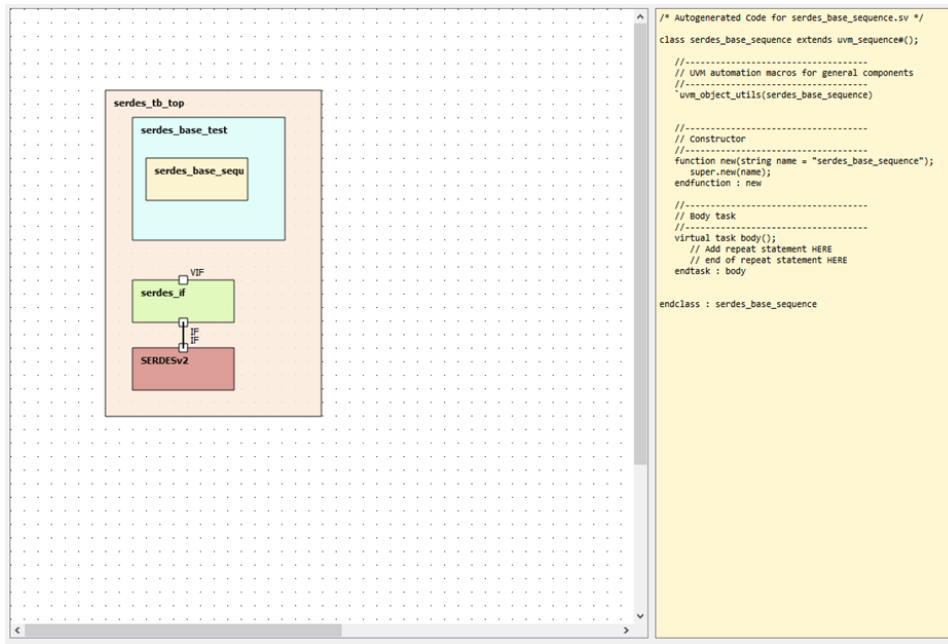 serdes_tb_top
serdes_base_test
serdes_base_sequ
VIF
serdes_if
IF
IF
SERDESv2
/* Autogenerated Code for serdes_base_sequence.sv */
class serdes_base_sequence extends uvm_sequence#();
//-----------------------------------
// UVM automation macros for general components
//-----------------------------------
`uvm_object_utils(serdes_base_sequence)
//-----------------------------------
// Constructor
//-----------------------------------
function new(string name = "serdes_base_sequence");
super.new(name);
endfunction : new
//-----------------------------------
// Body task
//-----------------------------------
virtual task body();
// Add repeat statement HERE
// end of repeat statement HERE
endtask : body
endclass : serdes_base_sequence